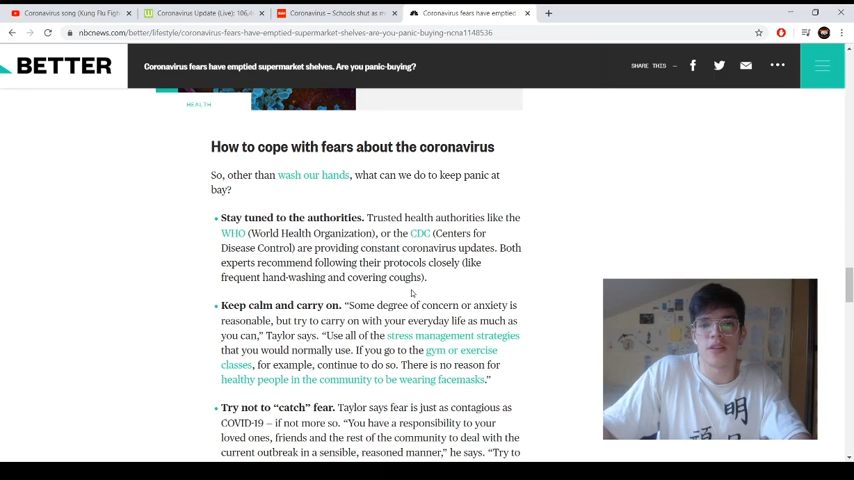 Coronavirus song (Kung Flu Figh
Coronavirus Update (Live): 106,4
Coronavirus – Schools shut as m
Coronavirus fears have emptied
nbcnews.com/better/lifestyle/coronavirus-fears-have-emptied-supermarket-shelves-are-you-panic-buying-ncna1148536
BETTER
Coronavirus fears have emptied supermarket shelves. Are you panic-buying?
SHARE THIS —
HEALTH
How to cope with fears about the coronavirus
So, other than wash our hands, what can we do to keep panic at
bay?
• Stay tuned to the authorities. Trusted health authorities like the
WHO (World Health Organization), or the CDC (Centers for
Disease Control) are providing constant coronavirus updates. Both
experts recommend following their protocols closely (like
frequent hand-washing and covering coughs).
• Keep calm and carry on. “Some degree of concern or anxiety is
reasonable, but try to carry on with your everyday life as much as
you can,” Taylor says. “Use all of the stress management strategies
that you would normally use. If you go to the gym or exercise
classes, for example, continue to do so. There is no reason for
healthy people in the community to be wearing facemasks.”
• Try not to “catch” fear. Taylor says fear is just as contagious as
COVID-19 — if not more so. “You have a responsibility to your
loved ones, friends and the rest of the community to deal with the
current outbreak in a sensible, reasoned manner,” he says. “Try to
明